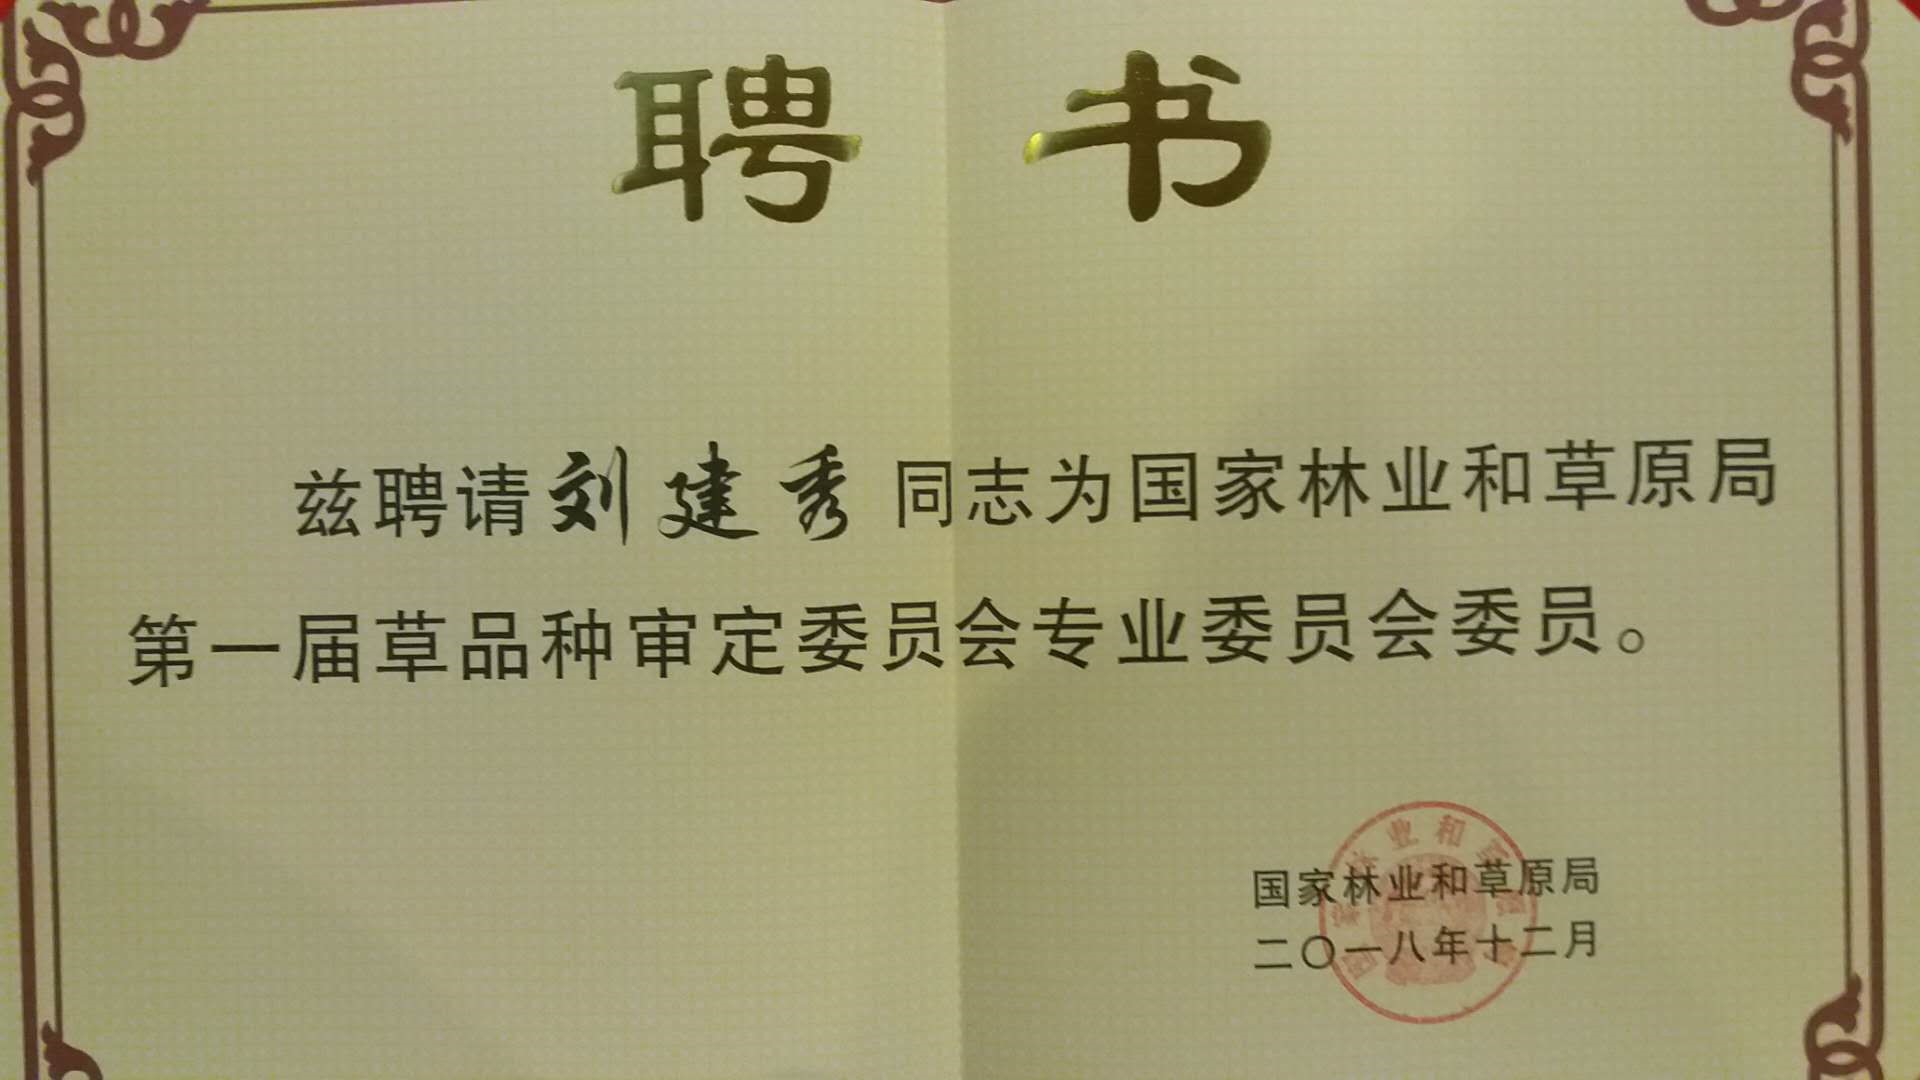 聘 书
兹聘请刘建秀同志为国家林业和草原局
第一届草品种审定委员会专业委员会委员。
国家林业和草原局
二〇一八年十二月